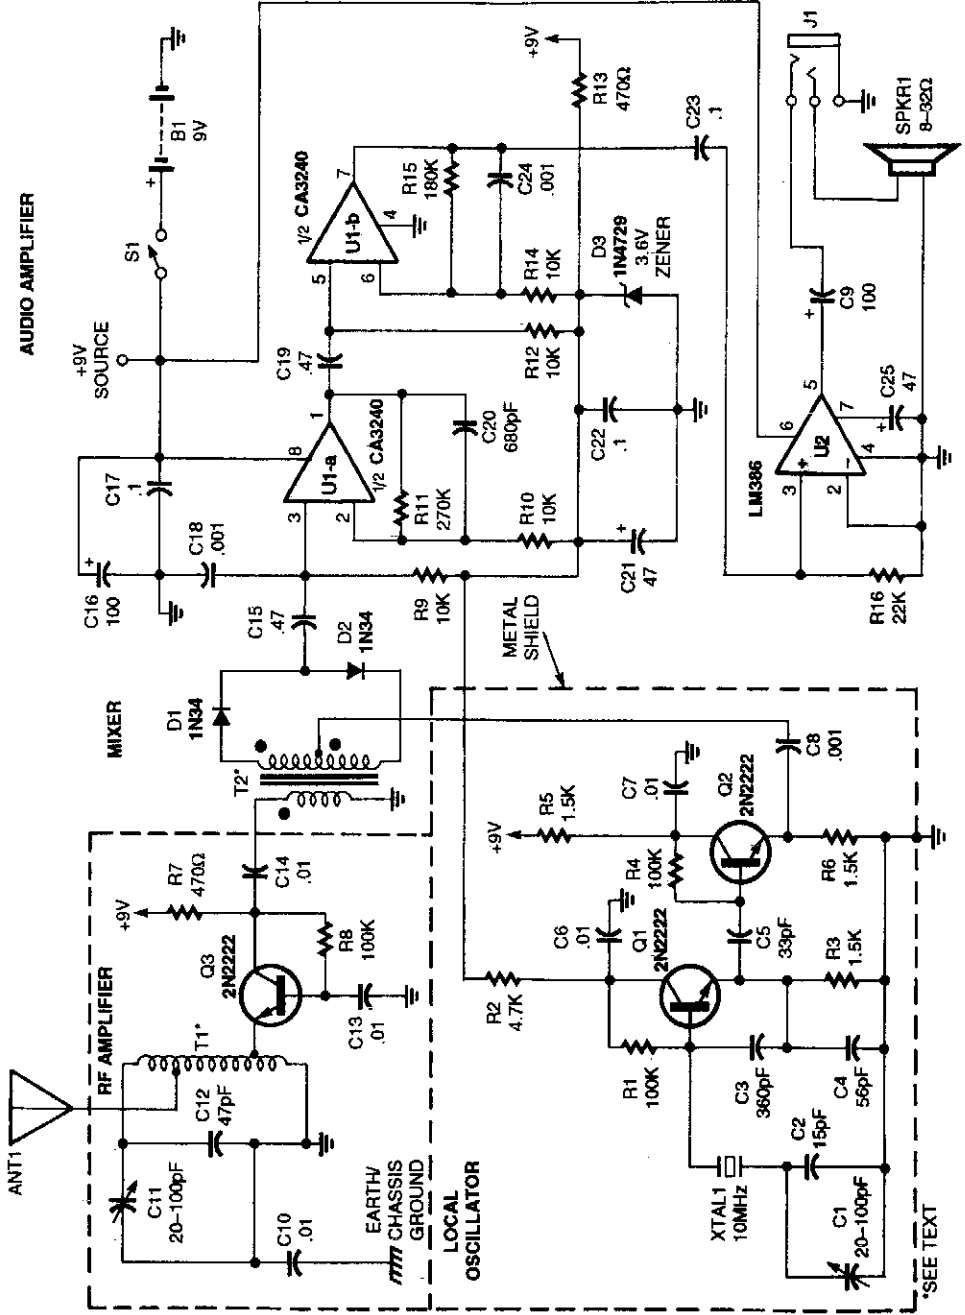 ANT1
RF AMPLIFIER
C11
20–100pF
C12
47pF
T1*
C10
.01
EARTH/
CHASSIS
GROUND
Q3
2N2222
C13
.01
R8
100K
+9V
R7
470Ω
C14
.01
MIXER
T2*
D1
1N34
D2
1N34
C15
.47
AUDIO AMPLIFIER
+9V
SOURCE
S1
B1
9V
+
C16
100
+
C17
.1
C18
.001
R9
10K
3
2
8
1
U1-a
1/2 CA3240
R11
270K
C20
680pF
R10
10K
C19
.47
R12
10K
5
6
7
4
U1-b
1/2 CA3240
R15
180K
C24
.001
R14
10K
R13
470Ω
+9V
D3
1N4729
3.6V
ZENER
C21
47
+
C22
.1
C23
.1
LOCAL
OSCILLATOR
METAL
SHIELD
XTAL1
10MHz
C1
20–100pF
C2
15pF
R1
100K
C3
360pF
C4
56pF
R2
4.7K
C6
.01
Q1
2N2222
C5
33pF
R3
1.5K
R4
100K
+9V
R5
1.5K
C7
.01
Q2
2N2222
R6
1.5K
C8
.001
LM386
U2
3
+
2
–
6
5
7
4
R16
22K
C25
47
+
C9
100
+
J1
SPKR1
8–32Ω
*SEE TEXT